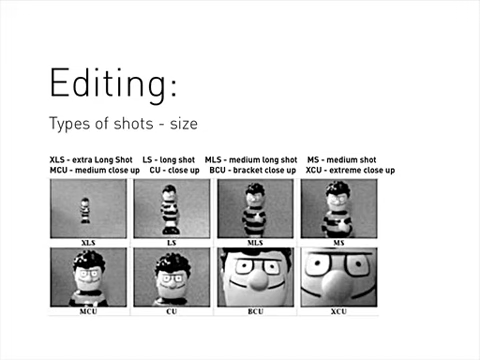 Editing:
Types of shots - size
XLS - extra Long Shot LS - long shot MLS - medium long shot MS - medium shot
MCU - medium close up CU - close up BCU - bracket close up XCU - extreme close up
XLS LS MLS MS
MCU CU BCU XCU